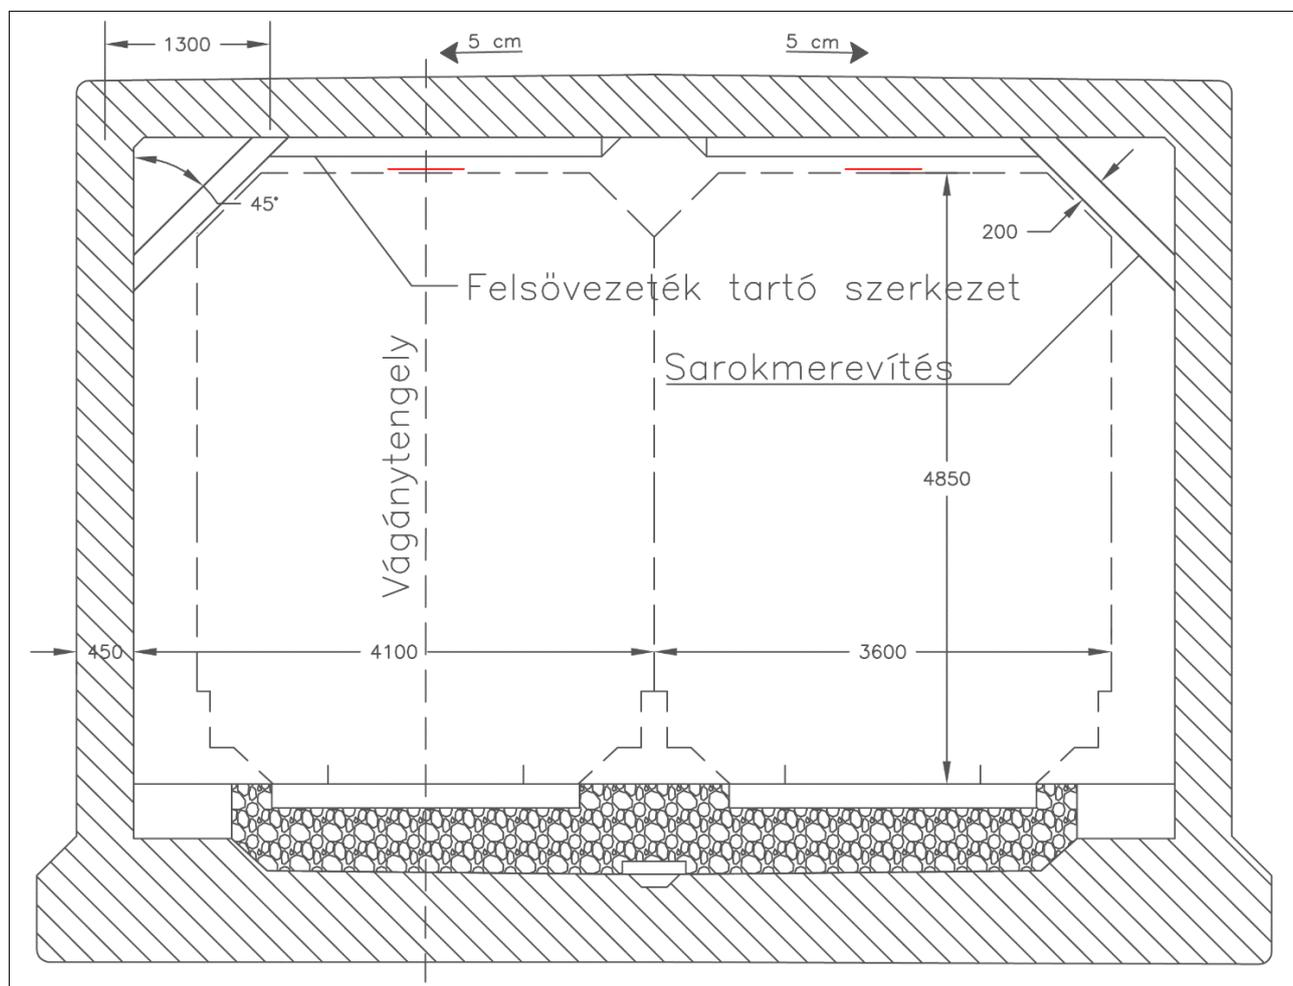 1300
5 cm
5 cm
45°
200
Felsövezeték tartó szerkezet
Sarokmerevítés
Vágánytengely
4850
450
4100
3600